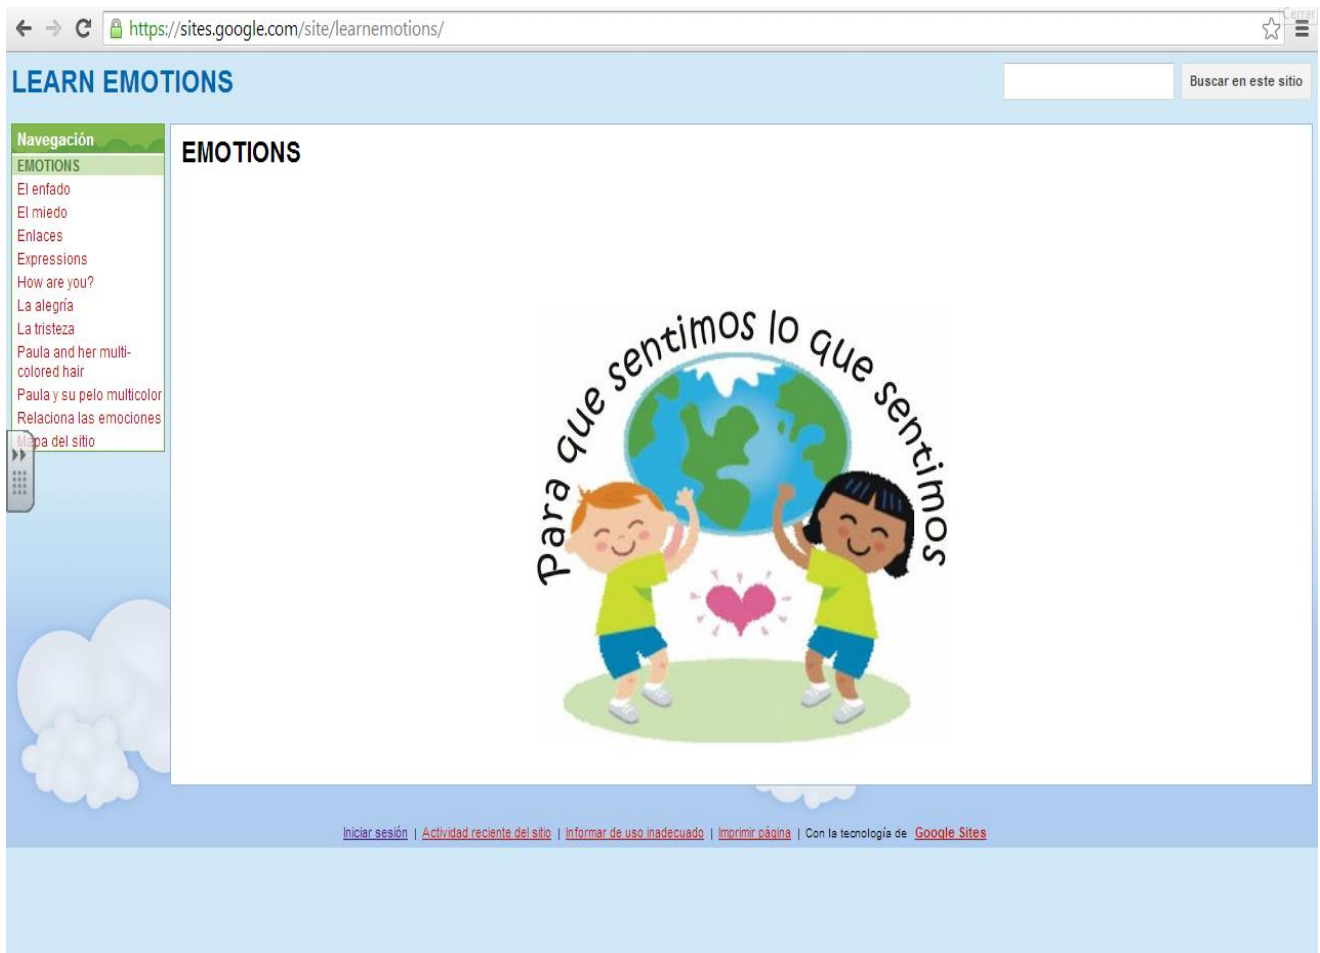 Cerrar
https://sites.google.com/site/learnemotions/
LEARN EMOTIONS
Buscar en este sitio
Navegación
EMOTIONS
El enfado
El miedo
Enlaces
Expressions
How are you?
La alegría
La tristeza
Paula and her multi-
colored hair
Paula y su pelo multicolor
Relaciona las emociones
Mapa del sitio
EMOTIONS
Para que sentimos lo que sentimos
Iniciar sesión | Actividad reciente del sitio | Informar de uso inadecuado | Imprimir página | Con la tecnología de Google Sites